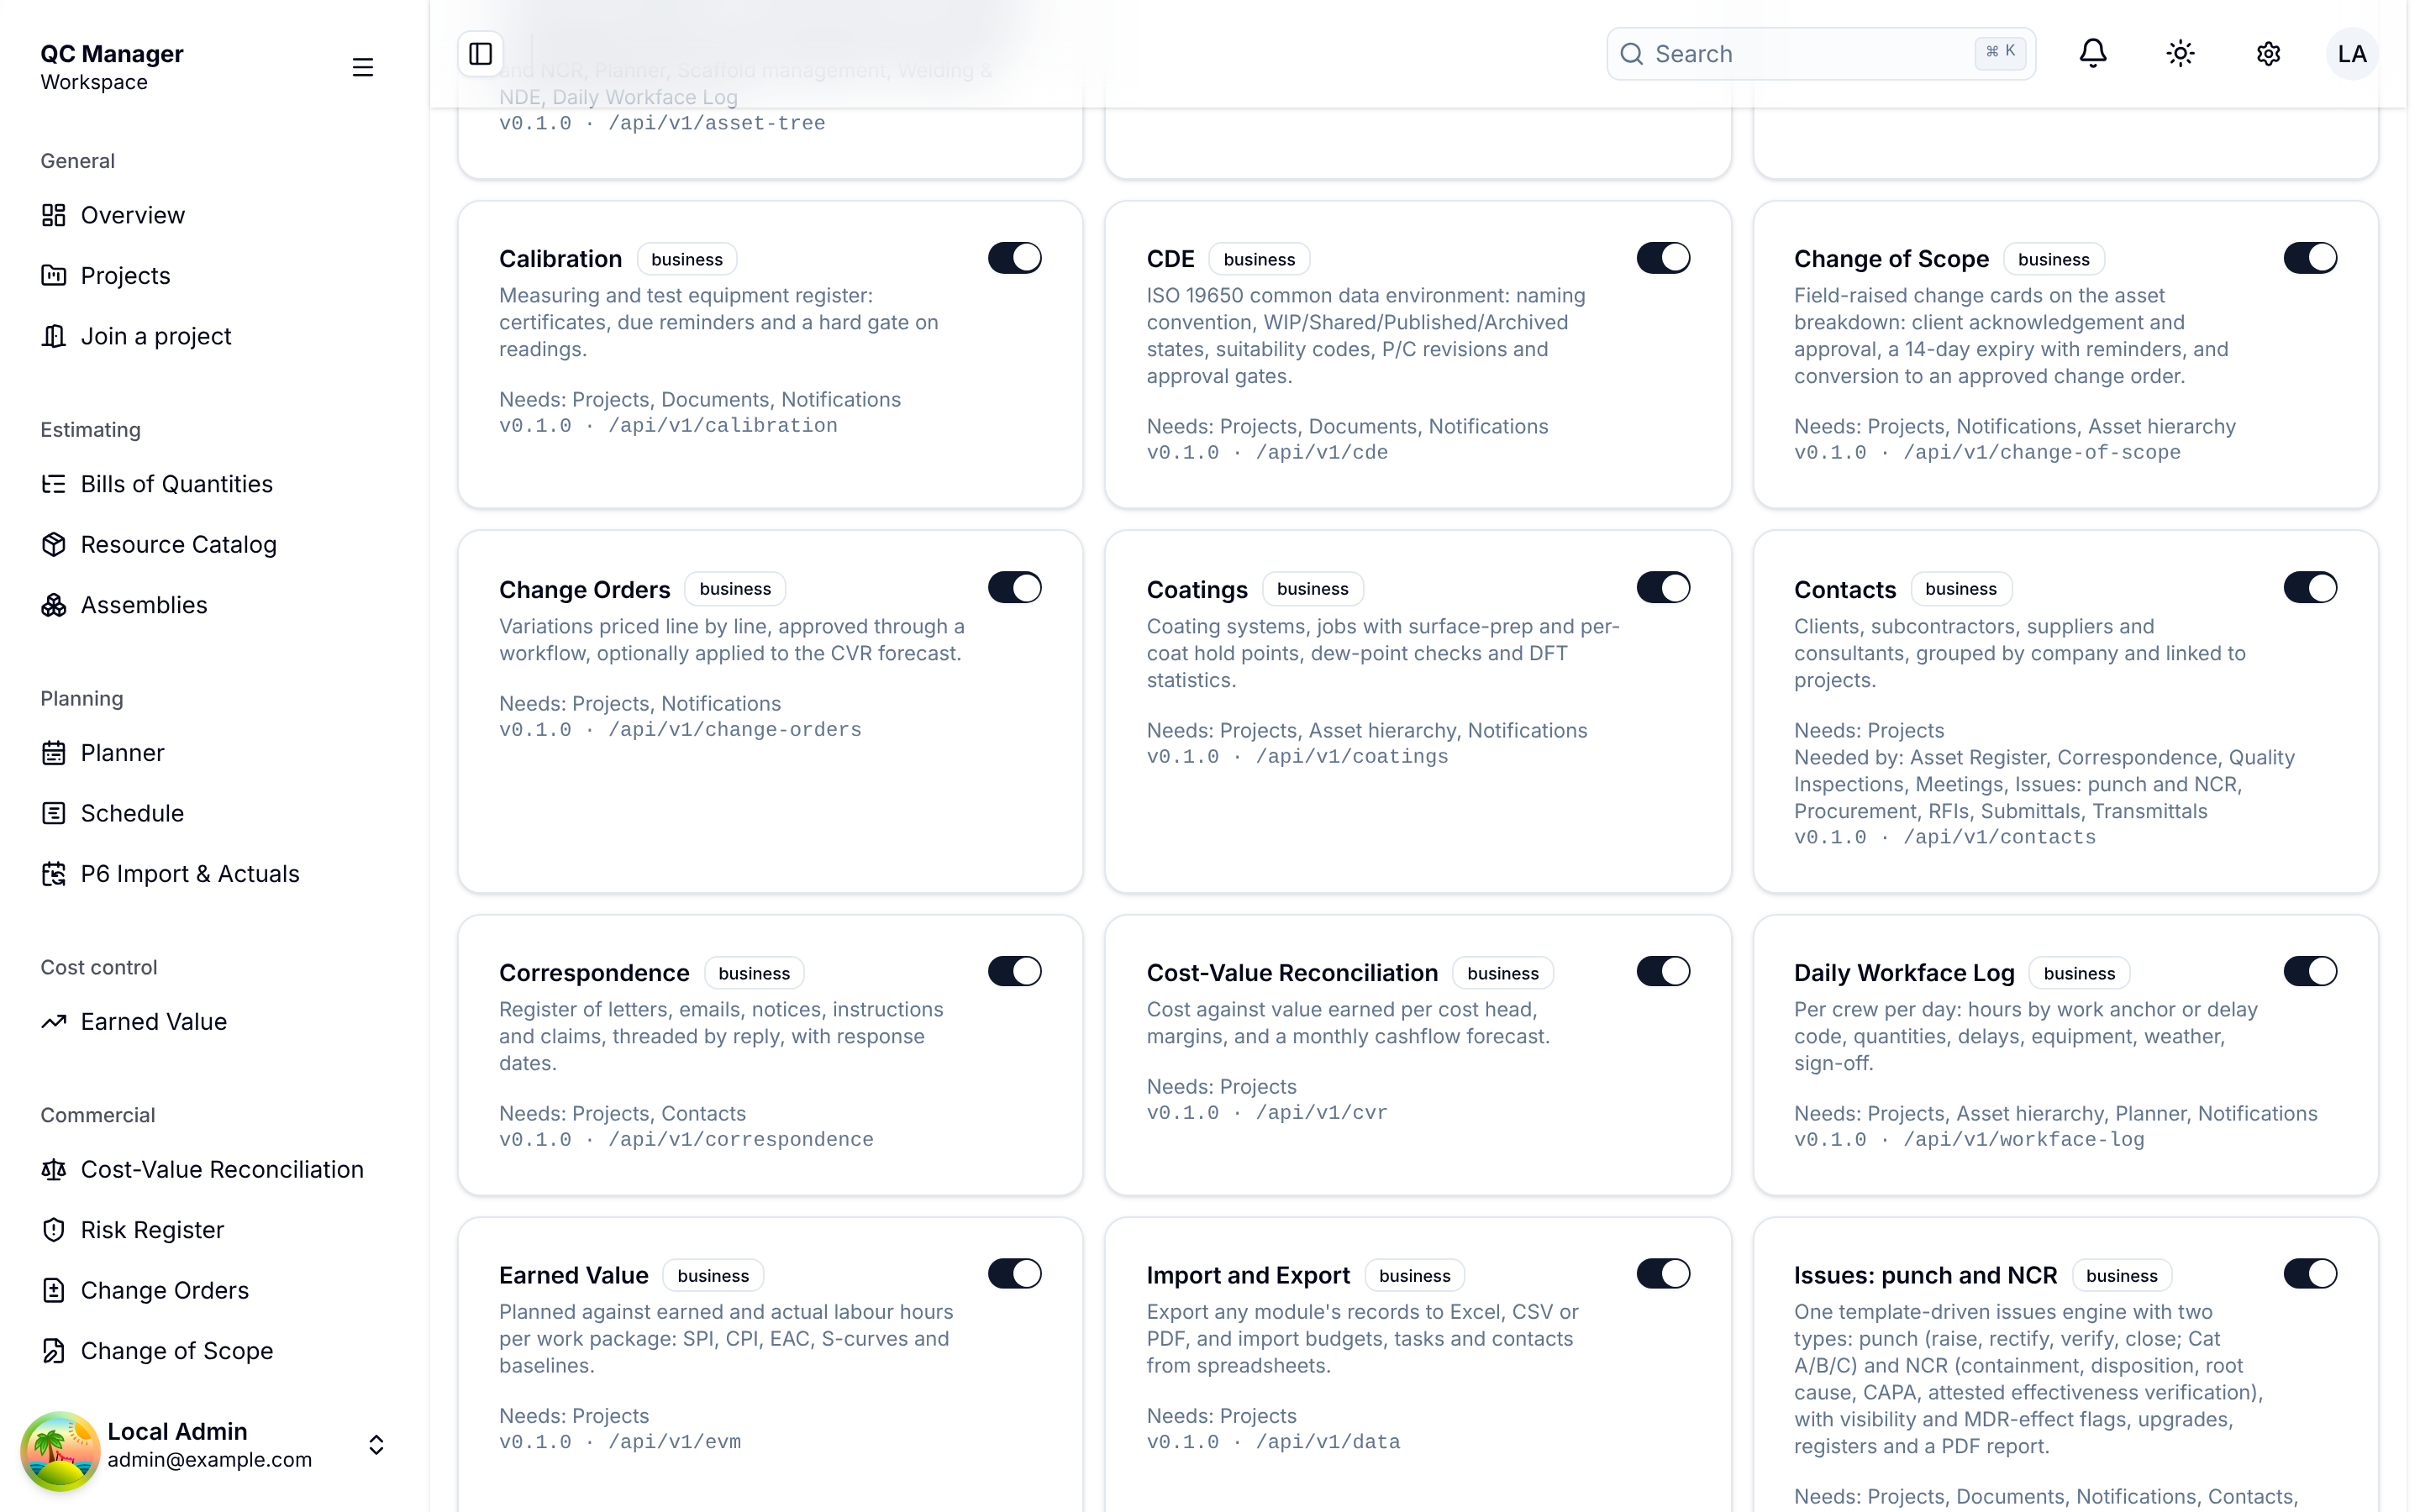 QC Manager
Workspace
General
Overview
Projects
Join a project
Estimating
Bills of Quantities
Resource Catalog
Assemblies
Planning
Planner
Schedule
P6 Import & Actuals
Cost control
Earned Value
Commercial
Cost-Value Reconciliation
Risk Register
Change Orders
Change of Scope
Local Admin
admin@example.com
Search
⌘ K
LA
and NCR, Planner, Scaffold management, Welding &
NDE, Daily Workface Log
v0.1.0 · /api/v1/asset-tree
Calibration business
Measuring and test equipment register:
certificates, due reminders and a hard gate on
readings.
Needs: Projects, Documents, Notifications
v0.1.0 · /api/v1/calibration
CDE business
ISO 19650 common data environment: naming
convention, WIP/Shared/Published/Archived
states, suitability codes, P/C revisions and
approval gates.
Needs: Projects, Documents, Notifications
v0.1.0 · /api/v1/cde
Change of Scope business
Field-raised change cards on the asset
breakdown: client acknowledgement and
approval, a 14-day expiry with reminders, and
conversion to an approved change order.
Needs: Projects, Notifications, Asset hierarchy
v0.1.0 · /api/v1/change-of-scope
Change Orders business
Variations priced line by line, approved through a
workflow, optionally applied to the CVR forecast.
Needs: Projects, Notifications
v0.1.0 · /api/v1/change-orders
Coatings business
Coating systems, jobs with surface-prep and per-
coat hold points, dew-point checks and DFT
statistics.
Needs: Projects, Asset hierarchy, Notifications
v0.1.0 · /api/v1/coatings
Contacts business
Clients, subcontractors, suppliers and
consultants, grouped by company and linked to
projects.
Needs: Projects
Needed by: Asset Register, Correspondence, Quality
Inspections, Meetings, Issues: punch and NCR,
Procurement, RFIs, Submittals, Transmittals
v0.1.0 · /api/v1/contacts
Correspondence business
Register of letters, emails, notices, instructions
and claims, threaded by reply, with response
dates.
Needs: Projects, Contacts
v0.1.0 · /api/v1/correspondence
Cost-Value Reconciliation business
Cost against value earned per cost head,
margins, and a monthly cashflow forecast.
Needs: Projects
v0.1.0 · /api/v1/cvr
Daily Workface Log business
Per crew per day: hours by work anchor or delay
code, quantities, delays, equipment, weather,
sign-off.
Needs: Projects, Asset hierarchy, Planner, Notifications
v0.1.0 · /api/v1/workface-log
Earned Value business
Planned against earned and actual labour hours
per work package: SPI, CPI, EAC, S-curves and
baselines.
Needs: Projects
v0.1.0 · /api/v1/evm
Import and Export business
Export any module's records to Excel, CSV or
PDF, and import budgets, tasks and contacts
from spreadsheets.
Needs: Projects
v0.1.0 · /api/v1/data
Issues: punch and NCR business
One template-driven issues engine with two
types: punch (raise, rectify, verify, close; Cat
A/B/C) and NCR (containment, disposition, root
cause, CAPA, attested effectiveness verification),
with visibility and MDR-effect flags, upgrades,
registers and a PDF report.
Needs: Projects, Documents, Notifications, Contacts,